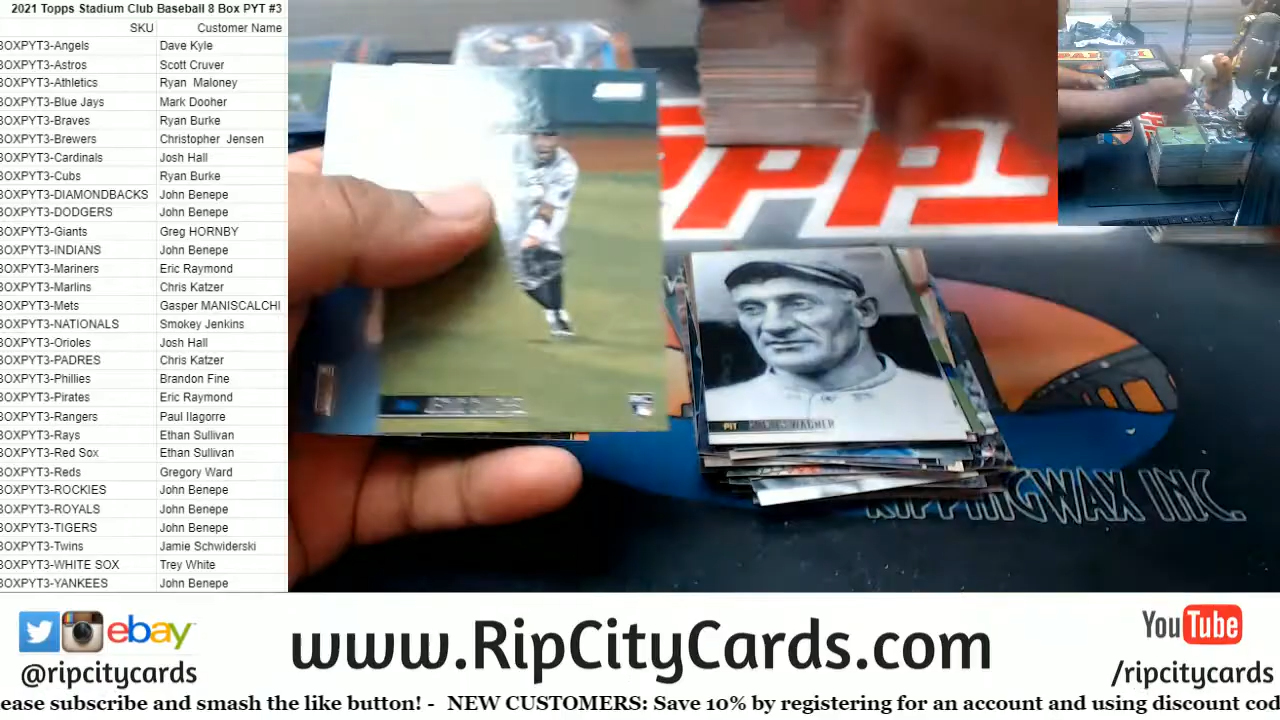 2021 Topps Stadium Club Baseball 8 Box PYT #3
SKU Customer Name
BOXPYT3-Angels Dave Kyle
BOXPYT3-Astros Scott Cruver
BOXPYT3-Athletics Ryan Maloney
BOXPYT3-Blue Jays Mark Dooher
BOXPYT3-Braves Ryan Burke
BOXPYT3-Brewers Christopher Jensen
BOXPYT3-Cardinals Josh Hall
BOXPYT3-Cubs Ryan Burke
BOXPYT3-DIAMONDBACKS John Benepe
BOXPYT3-DODGERS John Benepe
BOXPYT3-Giants Greg HORNBY
BOXPYT3-INDIANS John Benepe
BOXPYT3-Mariners Eric Raymond
BOXPYT3-Marlins Chris Katzer
BOXPYT3-Mets Gasper MANISCALCHI
BOXPYT3-NATIONALS Smokey Jenkins
BOXPYT3-Orioles Josh Hall
BOXPYT3-PADRES Chris Katzer
BOXPYT3-Phillies Brandon Fine
BOXPYT3-Pirates Eric Raymond
BOXPYT3-Rangers Paul Ilagorre
BOXPYT3-Rays Ethan Sullivan
BOXPYT3-Red Sox Ethan Sullivan
BOXPYT3-Reds Gregory Ward
BOXPYT3-ROCKIES John Benepe
BOXPYT3-ROYALS John Benepe
BOXPYT3-TIGERS John Benepe
BOXPYT3-Twins Jamie Schwiderski
BOXPYT3-WHITE SOX Trey White
BOXPYT3-YANKEES John Benepe
TOPPS
PIT WAGNER
RC
RIPPINGWAX INC.
ebay
@ripcitycards
www.RipCityCards.com
YouTube
/ripcitycards
ease subscribe and smash the like button! - NEW CUSTOMERS: Save 10% by registering for an account and using discount cod